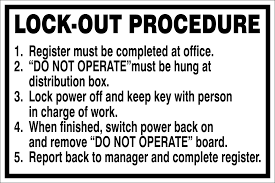 LOCK-OUT PROCEDURE
1. Register must be completed at office.
2. “DO NOT OPERATE”must be hung at
distribution box.
3. Lock power off and keep key with person
in charge of work.
4. When finished, switch power back on
and remove “DO NOT OPERATE” board.
5. Report back to manager and complete register.